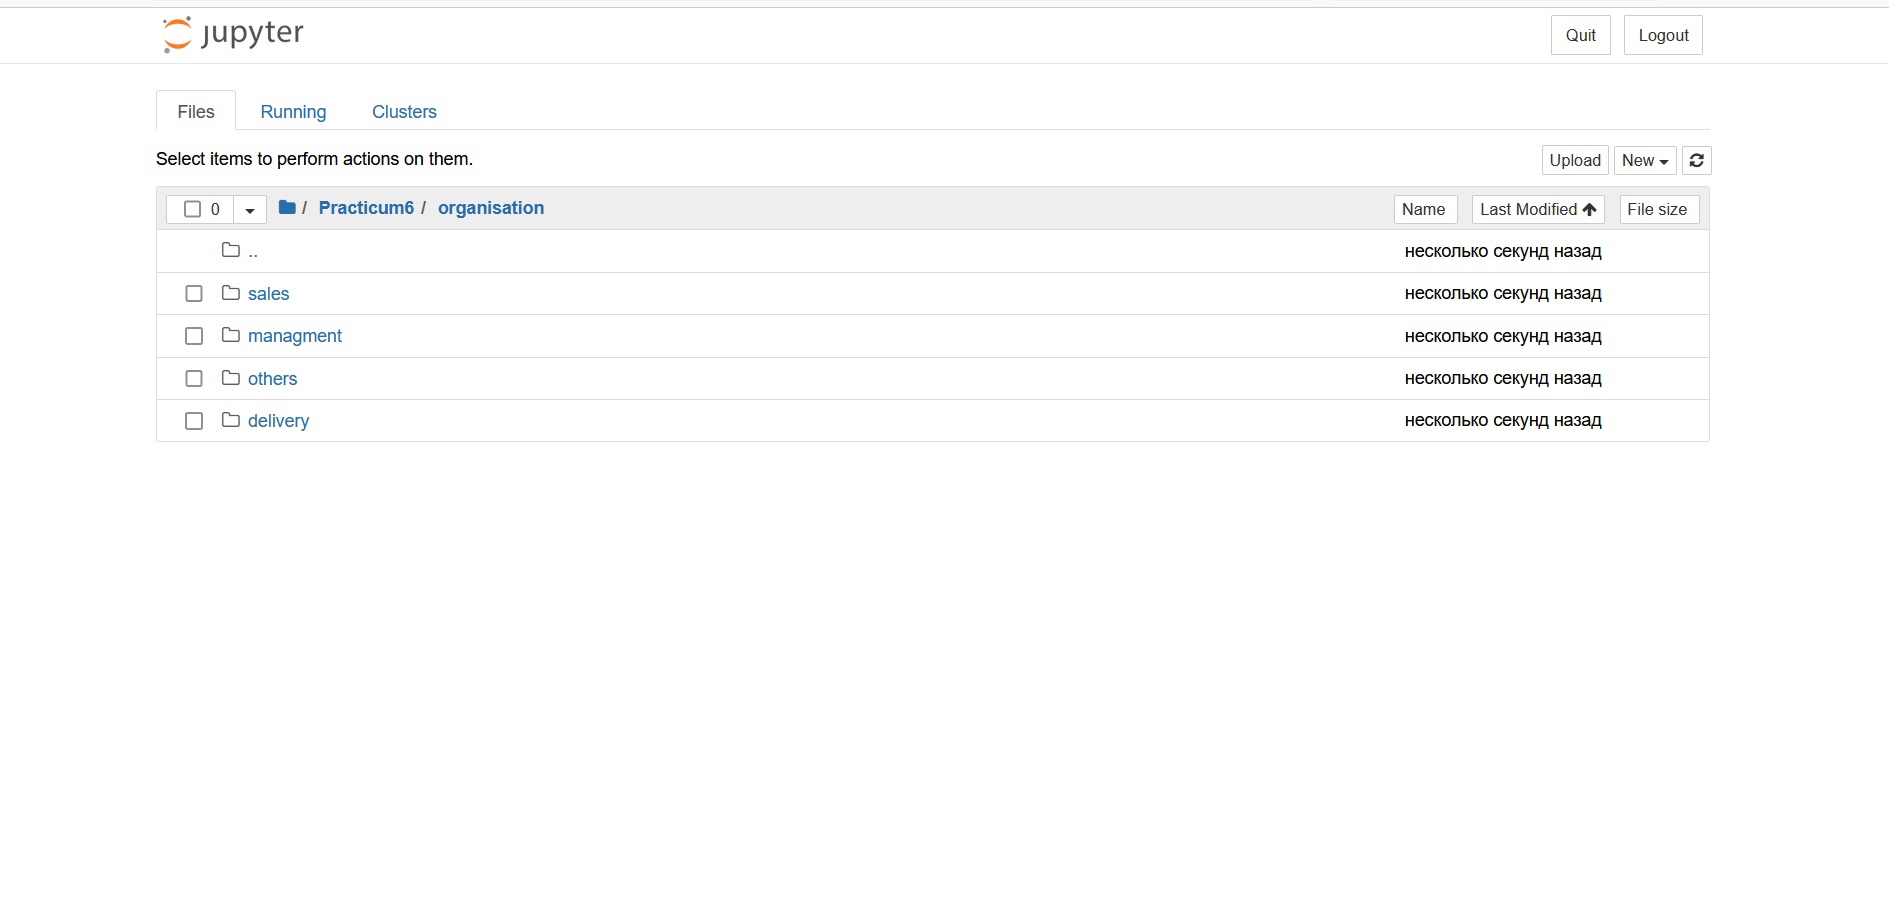 jupyter
Quit Logout
Files Running Clusters
Select items to perform actions on them.
Upload New
0 / Practicum6 / organisation Name Last Modified File size
.. несколько секунд назад
sales несколько секунд назад
managment несколько секунд назад
others несколько секунд назад
delivery несколько секунд назад